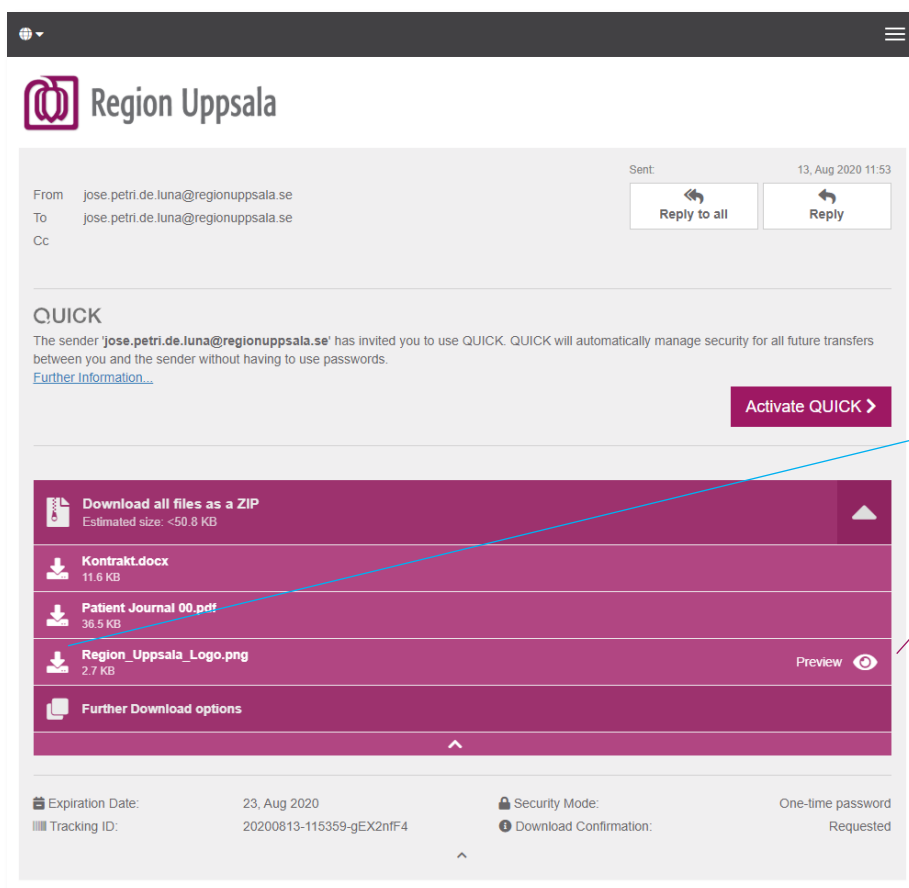 Region Uppsala
Sent: 13, Aug 2020 11:53
From jose.petri.de.luna@regionuppsala.se
To jose.petri.de.luna@regionuppsala.se
Cc
Reply to all
Reply
QUICK
The sender 'jose.petri.de.luna@regionuppsala.se' has invited you to use QUICK. QUICK will automatically manage security for all future transfers
between you and the sender without having to use passwords.
Further Information...
Activate QUICK
Download all files as a ZIP
Estimated size: <50.8 KB
Kontrakt.docx
11.6 KB
Patient Journal 00.pdf
36.5 KB
Region_Uppsala_Logo.png
2.7 KB
Preview
Further Download options
Expiration Date: 23, Aug 2020 Security Mode: One-time password
Tracking ID: 20200813-115359-gEX2nfF4 Download Confirmation: Requested